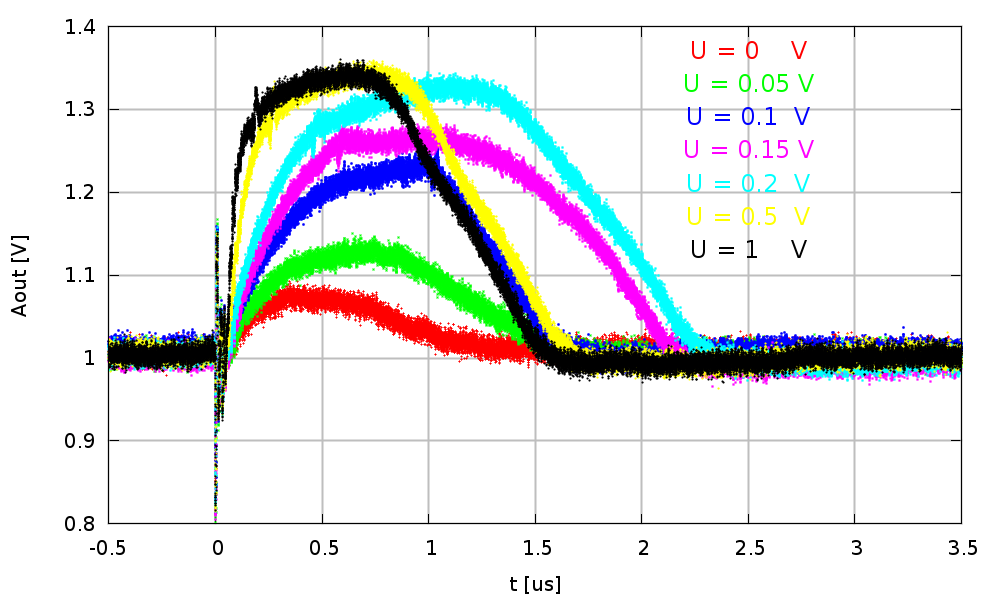 1.4
1.3
1.2
1.1
1
0.9
0.8
Aout [V]
U = 0 V
U = 0.05 V
U = 0.1 V
U = 0.15 V
U = 0.2 V
U = 0.5 V
U = 1 V
-0.5 0 0.5 1 1.5 2 2.5 3 3.5
t [us]